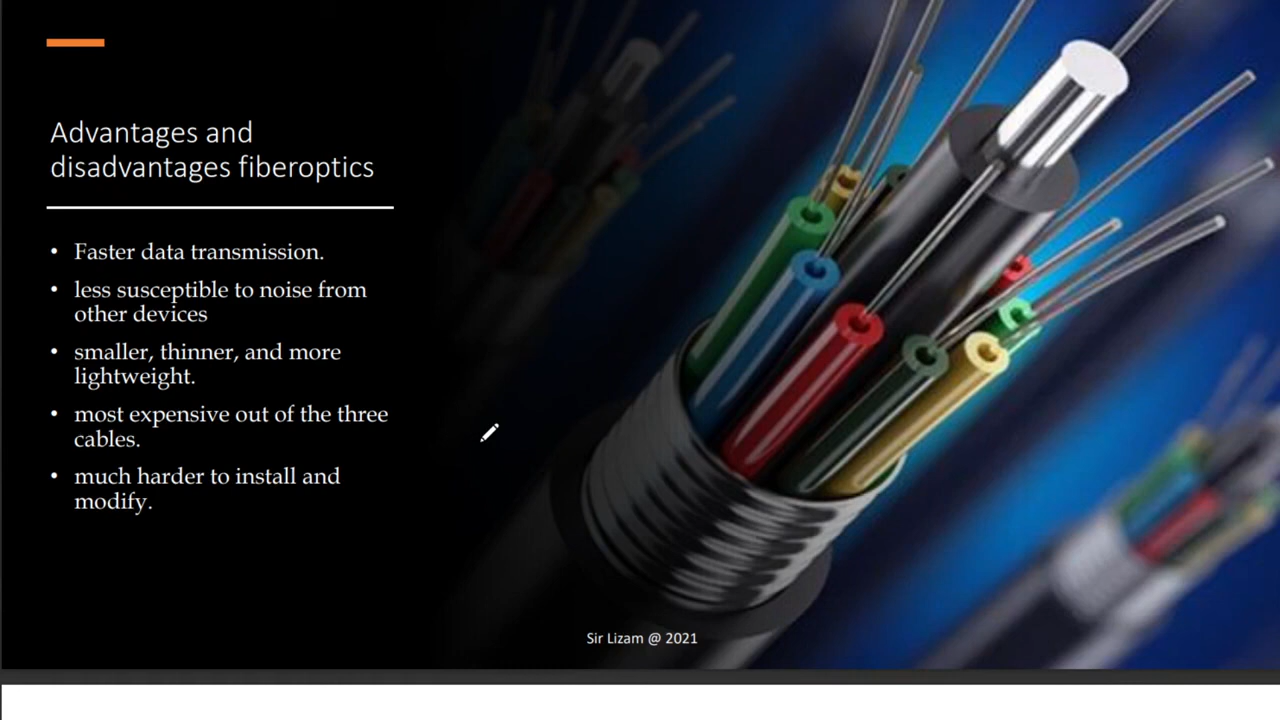 Advantages and
disadvantages fiberoptics
• Faster data transmission.
• less susceptible to noise from
other devices
• smaller, thinner, and more
lightweight.
• most expensive out of the three
cables.
• much harder to install and
modify.
Sir Lizam @ 2021